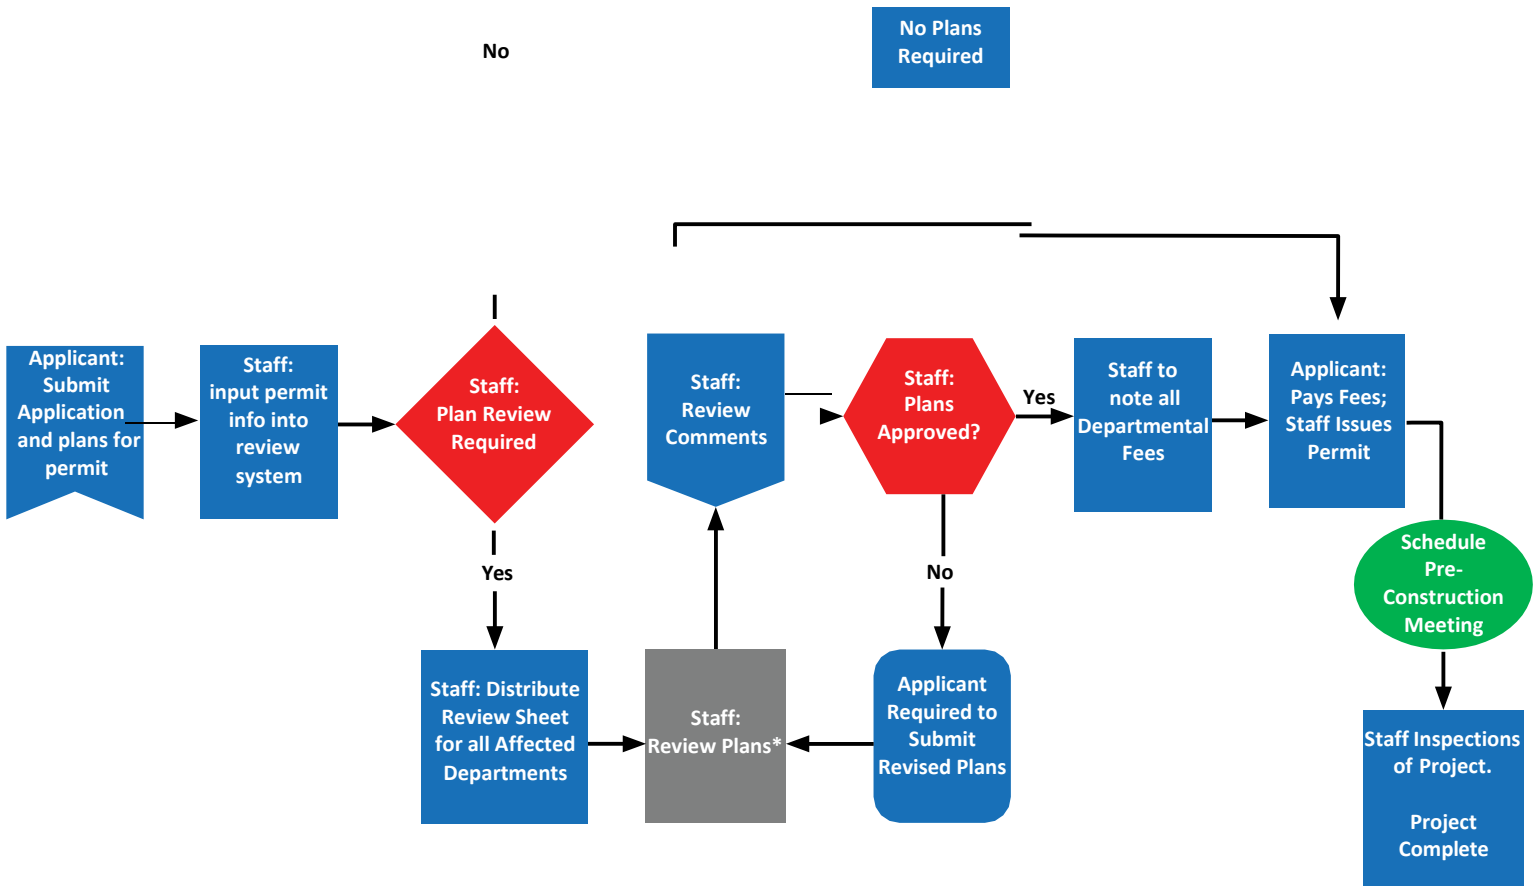 No
No Plans
Required
Applicant:
Submit
Application
and plans for
permit
Staff:
input permit
info into
review
system
Staff:
Plan Review
Required
Yes
Staff: Distribute
Review Sheet
for all Affected
Departments
Staff:
Review Plans*
Staff:
Review
Comments
Staff:
Plans
Approved?
Yes
No
Applicant
Required to
Submit
Revised Plans
Staff to
note all
Departmental
Fees
Applicant:
Pays Fees;
Staff Issues
Permit
Schedule
Pre-
Construction
Meeting
Staff Inspections
of Project.
Project
Complete